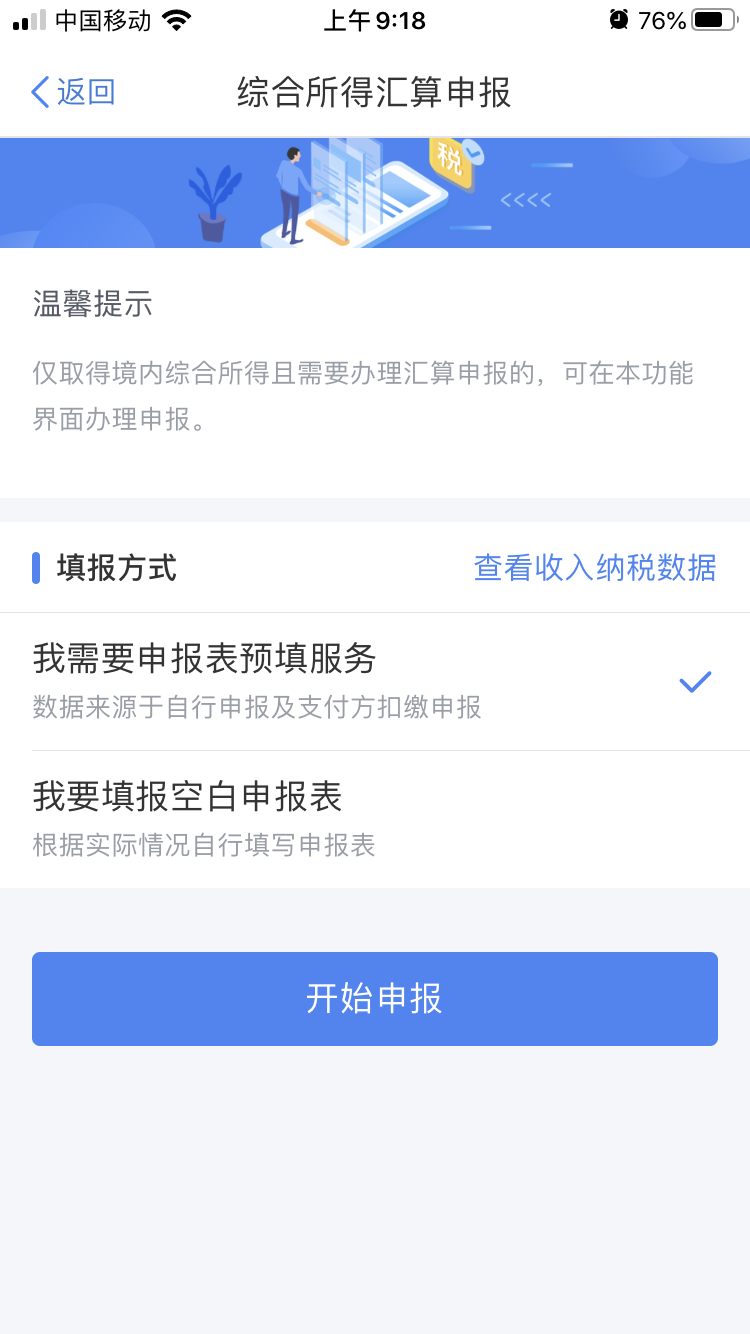 中国移动 上午 9:18 76%
返回 综合所得汇算申报
税
温馨提示
仅取得境内综合所得且需要办理汇算申报的，可在本功能
界面办理申报。
填报方式 查看收入纳税数据
我需要申报表预填服务
数据来源于自行申报及支付方扣缴申报
我要填报空白申报表
根据实际情况自行填写申报表
开始申报